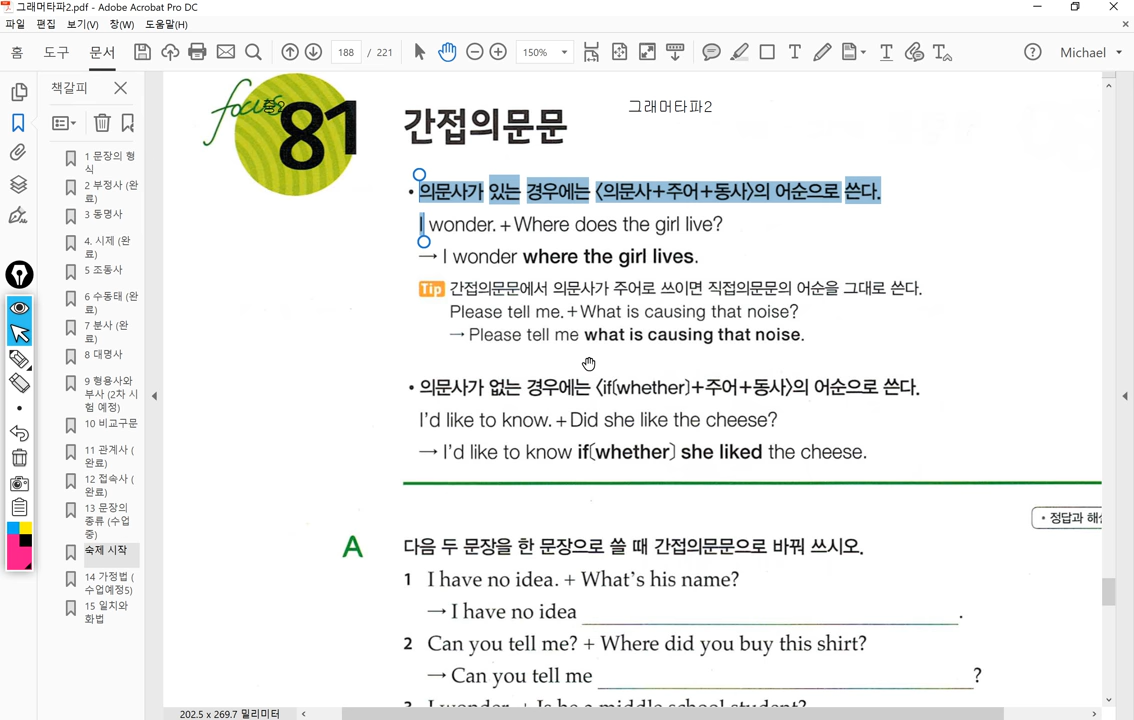 그래머타파2.pdf - Adobe Acrobat Pro DC
파일 편집 보기(V) 창(W) 도움말(H)
홈 도구 문서 188 / 221 150% Michael
책갈피
1 문장의 형식
2 부정사 (완료)
3 동명사
4. 시제 (완료)
5 조동사
6 수동태 (완료)
7 분사 (완료)
8 대명사
9 형용사와 부사 (2차 시험 예정)
10 비교구문
11 관계사 (완료)
12 접속사 (완료)
13 문장의 종류 (수업중)
숙제 시작
14 가정법 (수업예정5)
15 일치와 화법
focus 81 간접의문문
그래머타파2
• 의문사가 있는 경우에는 〈의문사+주어+동사〉의 어순으로 쓴다.
I wonder. + Where does the girl live?
→ I wonder where the girl lives.
Tip 간접의문문에서 의문사가 주어로 쓰이면 직접의문문의 어순을 그대로 쓴다.
Please tell me. + What is causing that noise?
→ Please tell me what is causing that noise.
• 의문사가 없는 경우에는 〈if(whether)+주어+동사〉의 어순으로 쓴다.
I'd like to know. + Did she like the cheese?
→ I'd like to know if(whether) she liked the cheese.
• 정답과 해
A 다음 두 문장을 한 문장으로 쓸 때 간접의문문으로 바꿔 쓰시오.
1 I have no idea. + What's his name?
→ I have no idea ______.
2 Can you tell me? + Where did you buy this shirt?
→ Can you tell me ______?
3 I wonder. + Is he a middle school student?
202.5 x 269.7 밀리미터